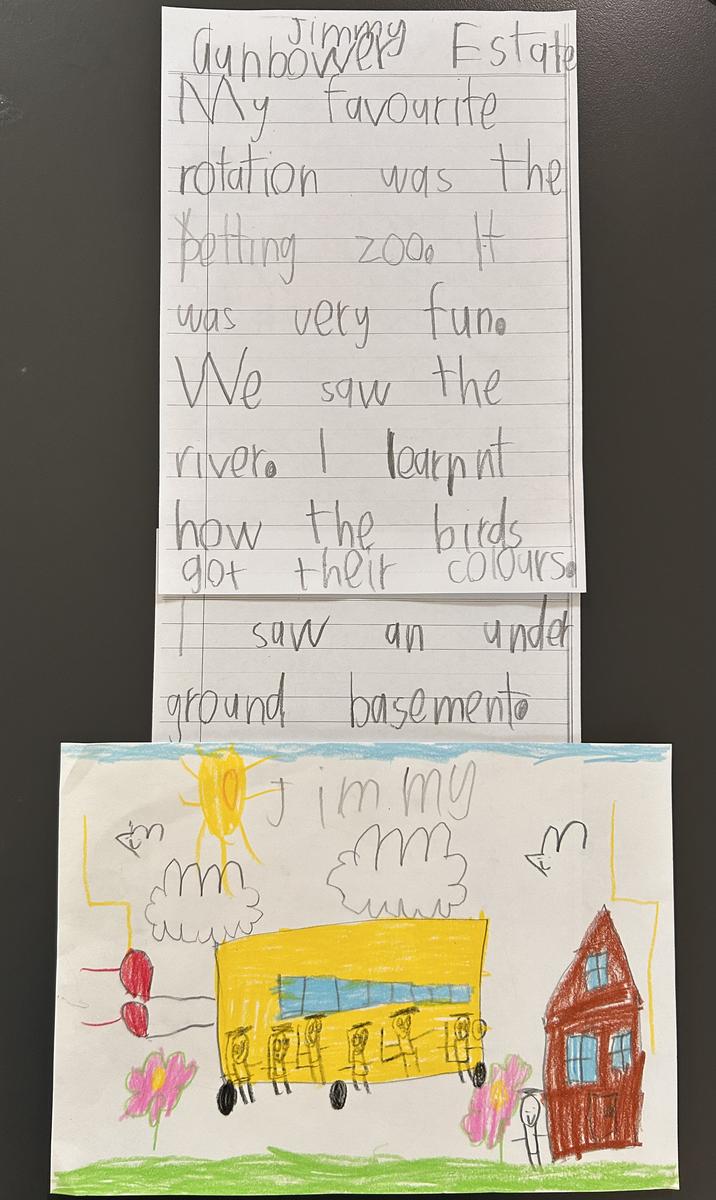 Jimmy
Gunbower Estate
My favourite
rotation was the
petting zoo. It
was very fun.
We saw the
river. I learpnt
how the birds
got their colours.
I saw an under
ground basement.
Jimmy